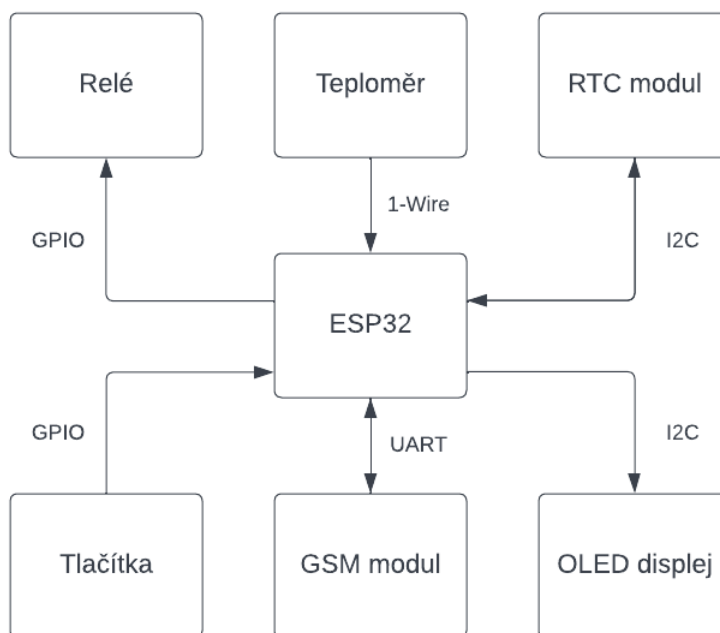 Relé
Teploměr
RTC modul
1-Wire
GPIO
I2C
ESP32
GPIO
UART
I2C
Tlačítka
GSM modul
OLED displej